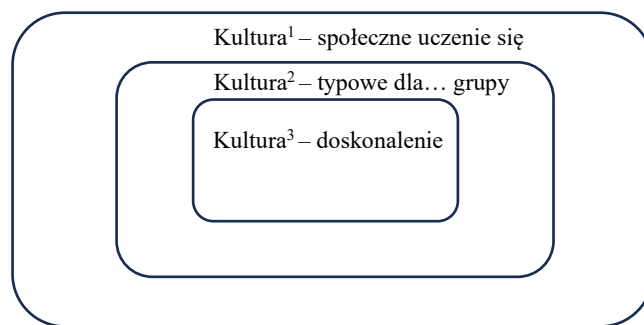 Kultura¹ – społeczne uczenie się
Kultura² – typowe dla… grupy
Kultura³ – doskonalenie